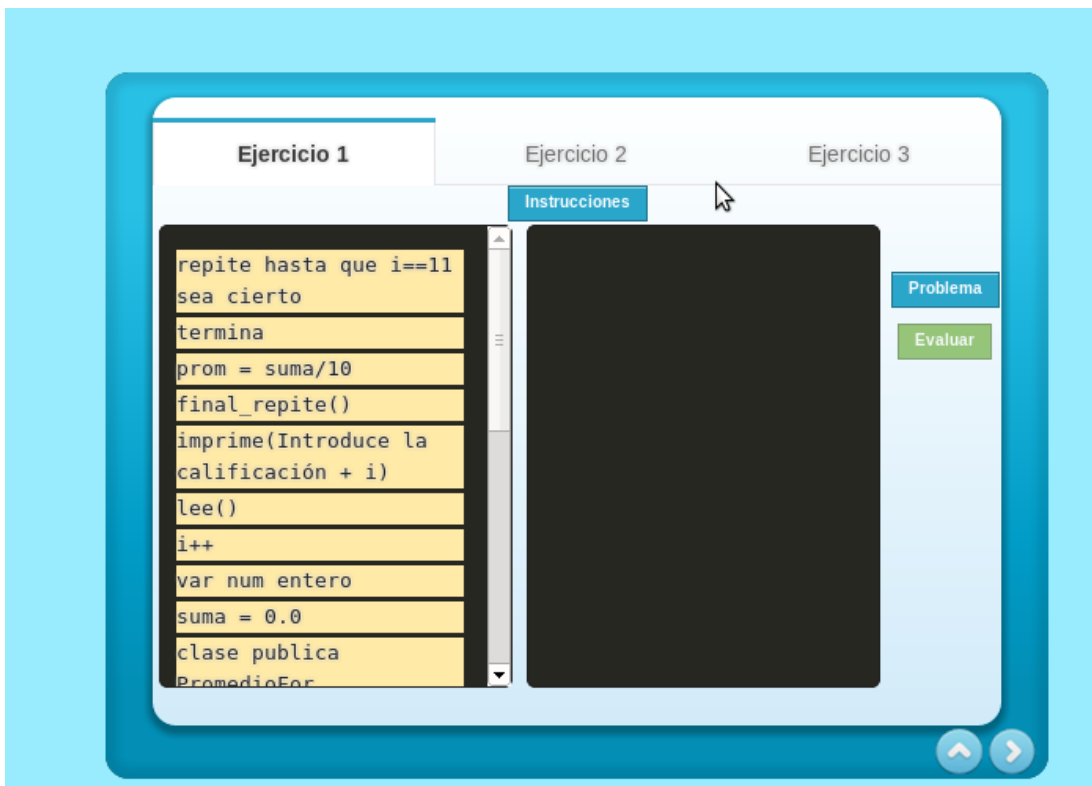 Ejercicio 1
Ejercicio 2
Ejercicio 3
Instrucciones
repite hasta que i==11
sea cierto
termina
prom = suma/10
final_repite()
imprime(Introduce la
calificación + i)
lee()
i++
var num entero
suma = 0.0
clase publica
PromedioFor
Problema
Evaluar